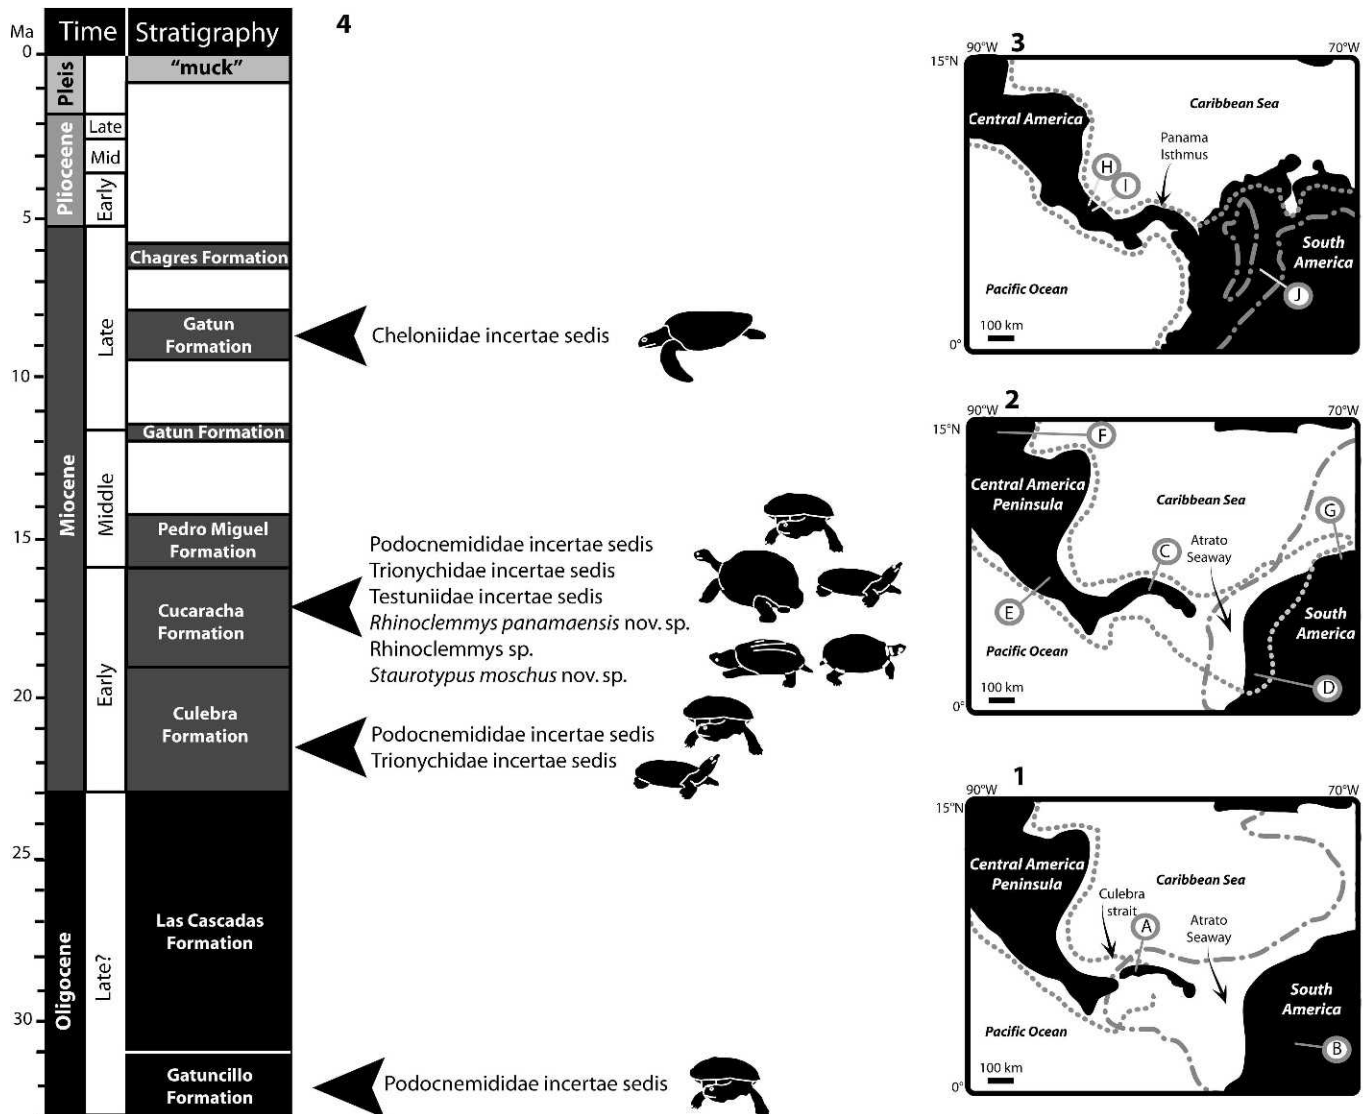 Ma
Time
Stratigraphy
4
0
Pleis
"muck"
Plioceene
Late
Mid
Early
5
Chagres Formation
Miocene
Late
Gatun
Formation
Cheloniidae incertae sedis
10
Gatun Formation
Middle
Pedro Miguel
Formation
15
Early
Cucaracha
Formation
Podocnemididae incertae sedis
Trionychidae incertae sedis
Testuniidae incertae sedis
Rhinoclemmys panamaensis nov. sp.
Rhinoclemmys sp.
Staurotypus moschus nov. sp.
20
Culebra
Formation
Podocnemididae incertae sedis
Trionychidae incertae sedis
25
Oligocene
Late?
Las Cascadas
Formation
30
Gatuncillo
Formation
Podocnemididae incertae sedis
90°W
3
70°W
15°N
Caribbean Sea
Central America
Panama
Isthmus
H
I
South
America
Pacific Ocean
J
100 km
0°
90°W
2
70°W
15°N
F
Central America
Peninsula
Caribbean Sea
G
Atrato
Seaway
C
E
South
America
Pacific Ocean
D
100 km
0°
90°W
1
70°W
15°N
Central America
Peninsula
Caribbean Sea
Culebra
strait
A
Atrato
Seaway
South
America
Pacific Ocean
B
100 km
0°